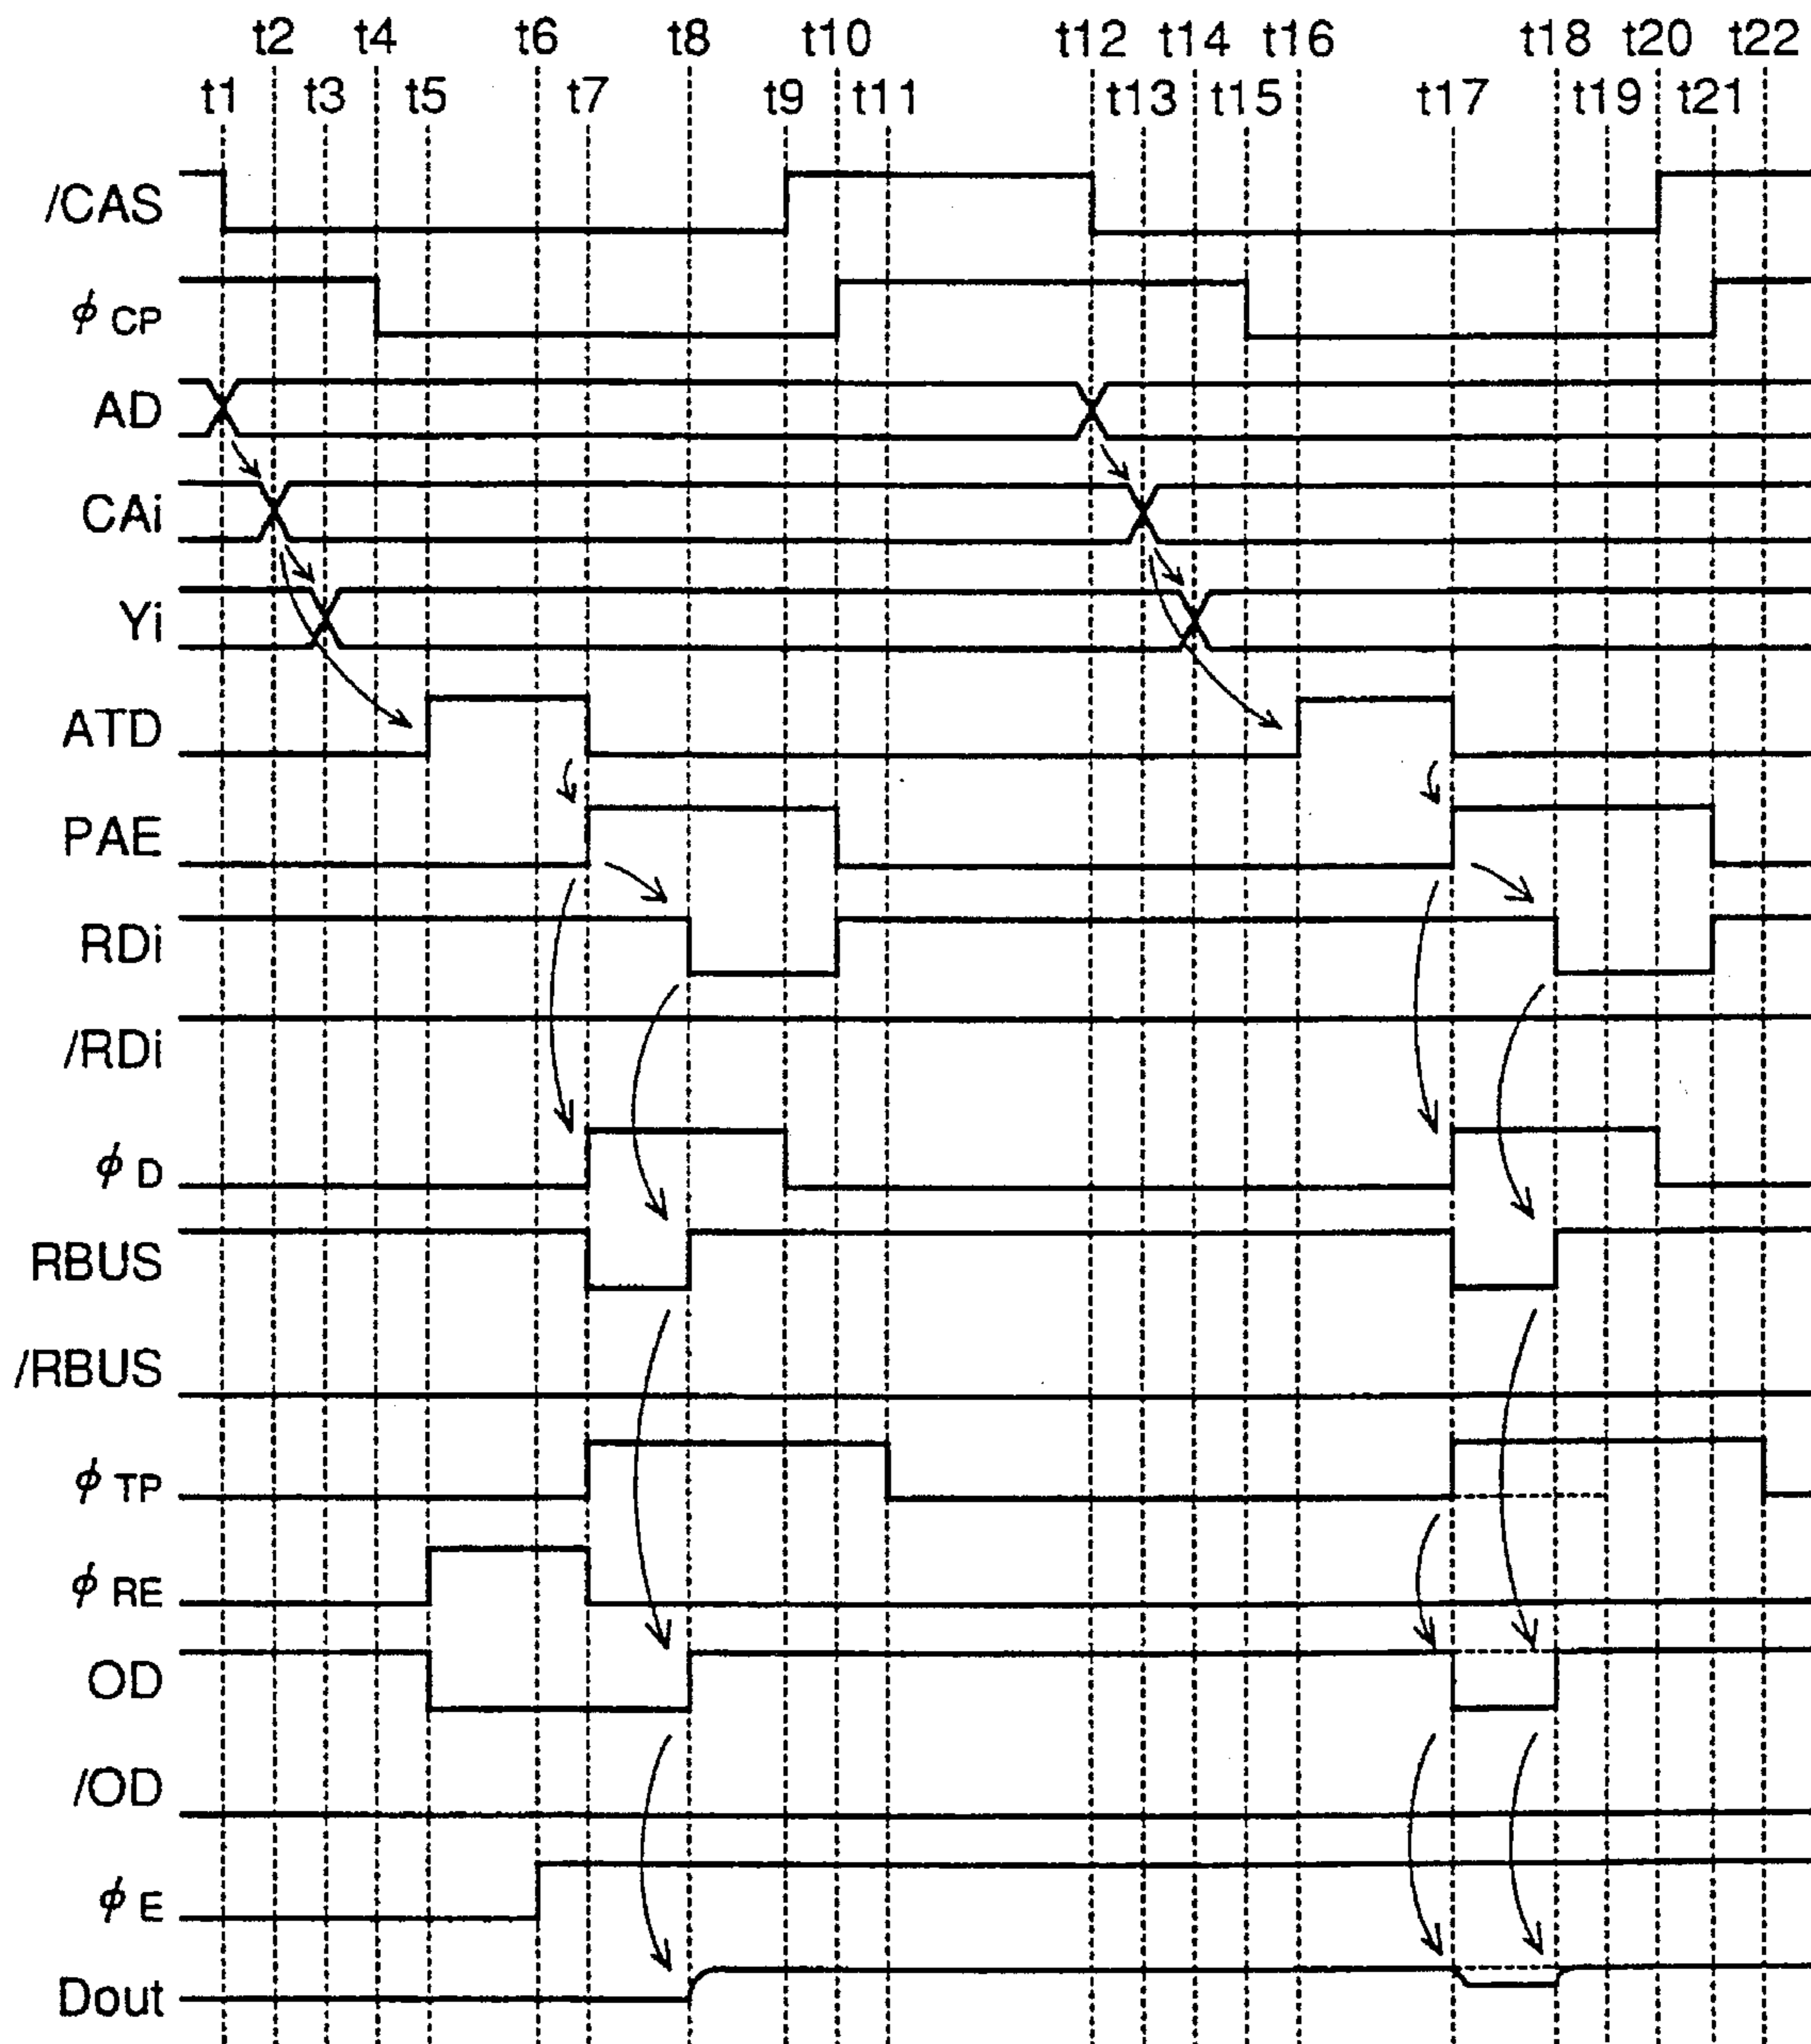 t2 t4 t6 t8 t10 t12 t14 t16 t18 t20 t22
t1 t3 t5 t7 t9 t11 t13 t15 t17 t19 t21
/CAS
ϕ CP
AD
CAi
Yi
ATD
PAE
RDi
/RDi
ϕ D
RBUS
/RBUS
ϕ TP
ϕ RE
OD
/OD
ϕ E
Dout